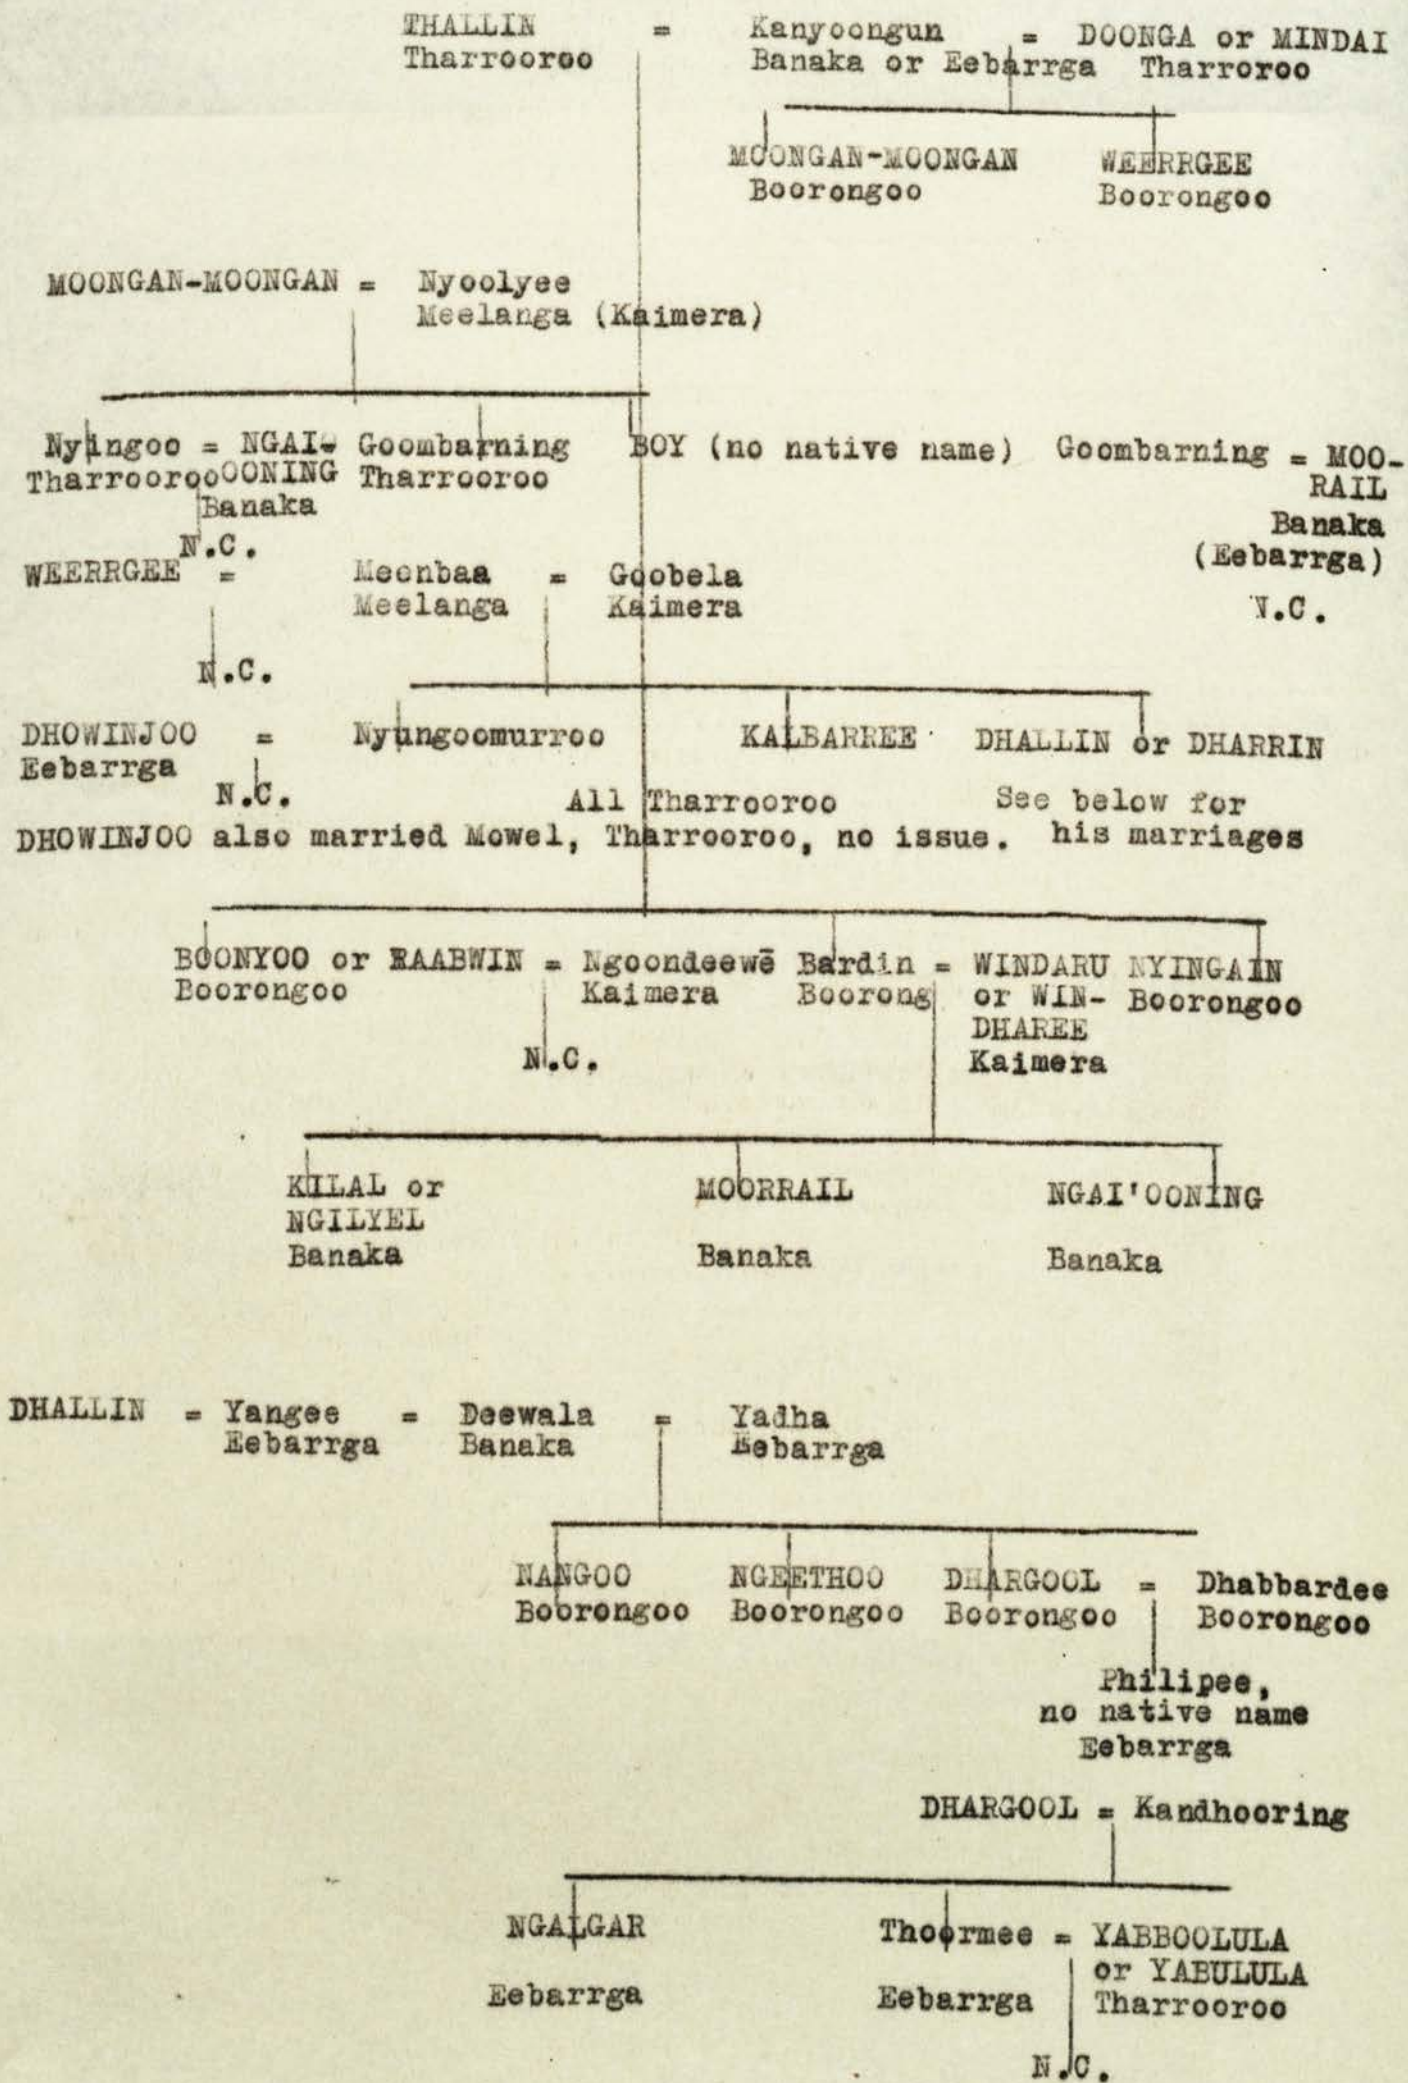 THALLIN = Kanyoongun = DOONGA or MINDAI
Tharrooroo Banaka or Eebarrga Tharroroo
MOONGAN-MOONGAN WEERRGEE
Boorongoo Boorongoo
MOONGAN-MOONGAN = Nyoolyee
Meelanga (Kaimera)
Nyingoo = NGAI- Goombarning BOY (no native name) Goombarning = MOO-
Tharrooroo OONING Tharrooroo RAIL
Banaka Banaka
N.C. (Eebarrga)
WEERRGEE = Meenbaa = Goobela
Meelanga Kaimera N.C.
N.C.
DHOWINJOO = Nyungoomurroo KALBARREE DHALLIN or DHARRIN
Eebarrga
N.C. All Tharrooroo See below for
DHOWINJOO also married Mowel, Tharrooroo, no issue. his marriages
BOONYOO or RAABWIN = Ngoondeewē Bardin = WINDARU NYINGAIN
Boorongoo Kaimera Boorong or WIN- Boorongoo
DHAREE
N.C. Kaimera
KILAL or MOORRAIL NGAI'OONING
NGILYEL
Banaka Banaka Banaka
DHALLIN = Yangee = Deewala = Yadha
Eebarrga Banaka Eebarrga
NANGOO NGEETHOO DHARGOOL = Dhabbardee
Boorongoo Boorongoo Boorongoo Boorongoo
Philipee,
no native name
Eebarrga
DHARGOOL = Kandhooring
NGALGAR Thoormee = YABBOOLULA
or YABULULA
Eebarrga Eebarrga Tharrooroo
N.C.